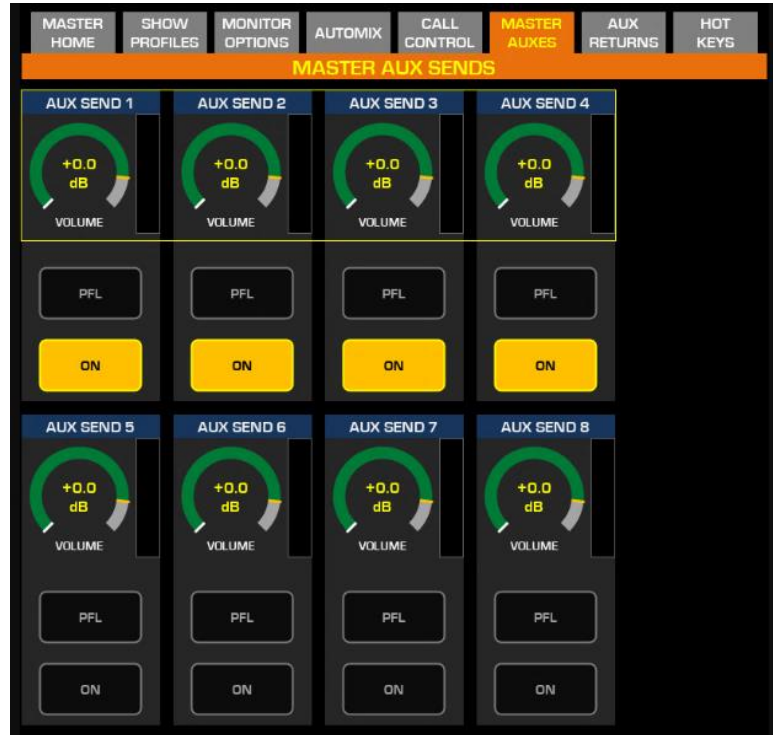 MASTER HOME SHOW PROFILES MONITOR OPTIONS AUTOMIX CALL CONTROL MASTER AUXES AUX RETURNS HOT KEYS
MASTER AUX SENDS
AUX SEND 1 AUX SEND 2 AUX SEND 3 AUX SEND 4
+0.0 +0.0 +0.0 +0.0
dB dB dB dB
VOLUME VOLUME VOLUME VOLUME
PFL PFL PFL PFL
ON ON ON ON
AUX SEND 5 AUX SEND 6 AUX SEND 7 AUX SEND 8
+0.0 +0.0 +0.0 +0.0
dB dB dB dB
VOLUME VOLUME VOLUME VOLUME
PFL PFL PFL PFL
ON ON ON ON